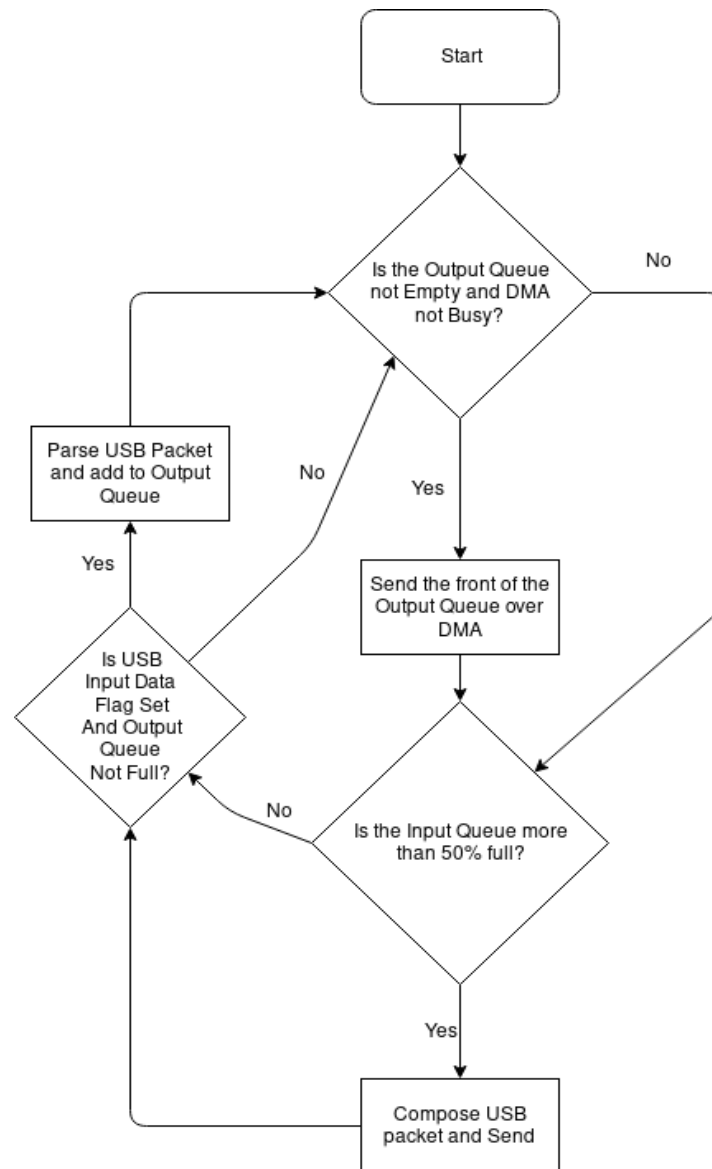 Start
Is the Output Queue
not Empty and DMA
not Busy?
No
Parse USB Packet
and add to Output
Queue
No
Yes
Yes
Send the front of the
Output Queue over
DMA
Is USB
Input Data
Flag Set
And Output
Queue
Not Full?
No
Is the Input Queue more
than 50% full?
Yes
Compose USB
packet and Send